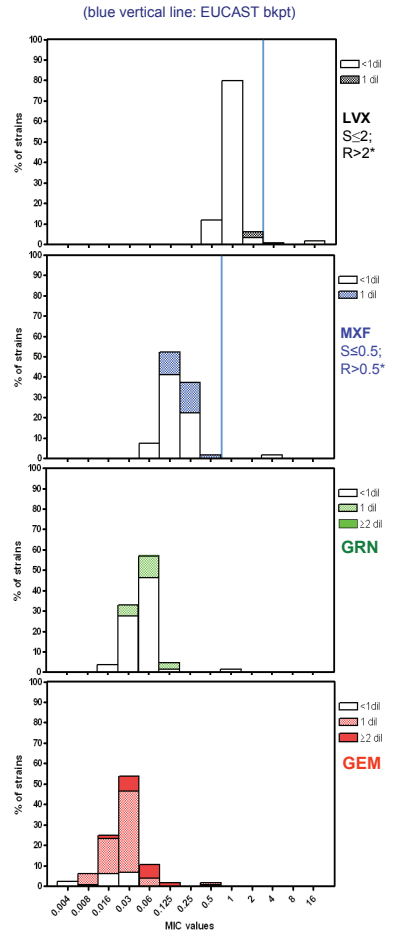 (blue vertical line: EUCAST bkpt)
100
90
80
70
60
50
40
30
20
10
0
% of strains
<1dil
1 dil
LVX
S≤2;
R>2*
100
90
80
70
60
50
40
30
20
10
0
% of strains
<1dil
1 dil
MXF
S≤0.5;
R>0.5*
100
90
80
70
60
50
40
30
20
10
0
% of strains
<1dil
1 dil
≥2 dil
GRN
100
90
80
70
60
50
40
30
20
10
0
% of strains
<1dil
1 dil
≥2 dil
GEM
0.004 0.008 0.016 0.03 0.06 0.125 0.25 0.5 1 2 4 8 16
MIC values